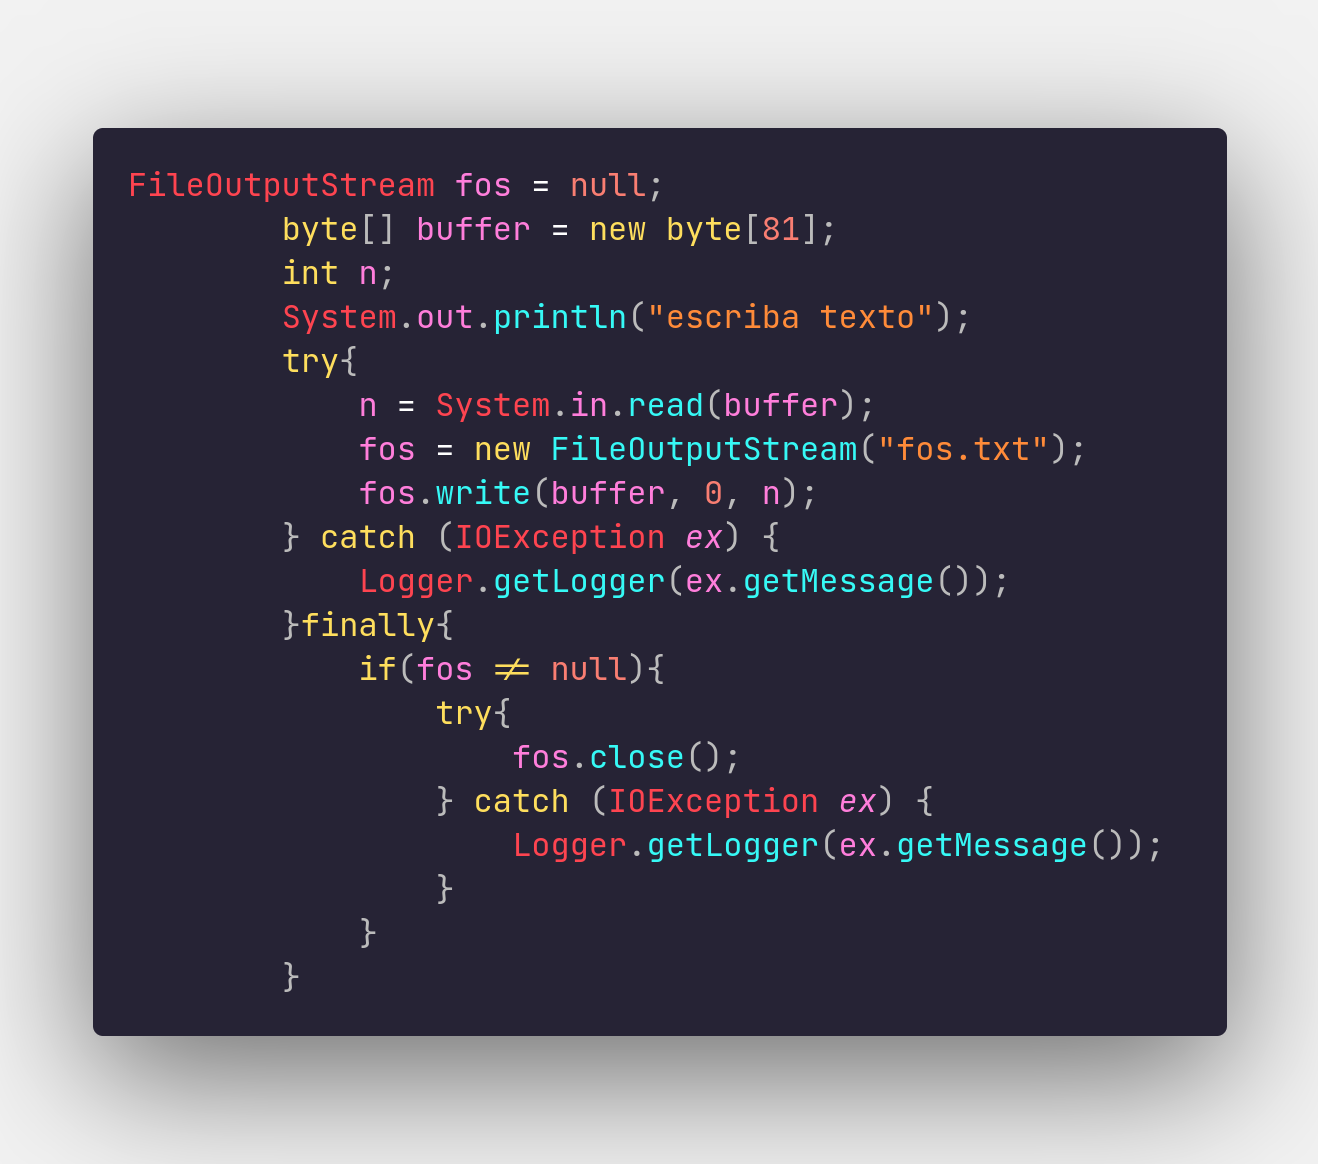 FileOutputStream fos = null;
        byte[] buffer = new byte[81];
        int n;
        System.out.println("escriba texto");
        try{
            n = System.in.read(buffer);
            fos = new FileOutputStream("fos.txt");
            fos.write(buffer, 0, n);
        } catch (IOException ex) {
            Logger.getLogger(ex.getMessage());
        }finally{
            if(fos != null){
                try{
                    fos.close();
                } catch (IOException ex) {
                    Logger.getLogger(ex.getMessage());
                }
            }
        }